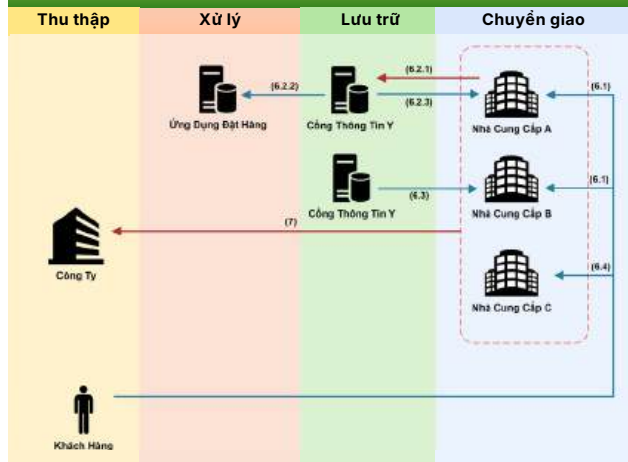 Thu thập
Xử lý
Lưu trữ
Chuyển giao
(6.2.1)
(6.1)
(6.2.2)
(6.2.3)
Ứng Dụng Đặt Hàng
Cổng Thông Tin Y
Nhà Cung Cấp A
(6.1)
(6.3)
Cổng Thông Tin Y
Nhà Cung Cấp B
(7)
Công Ty
(6.4)
Nhà Cung Cấp C
Khách Hàng